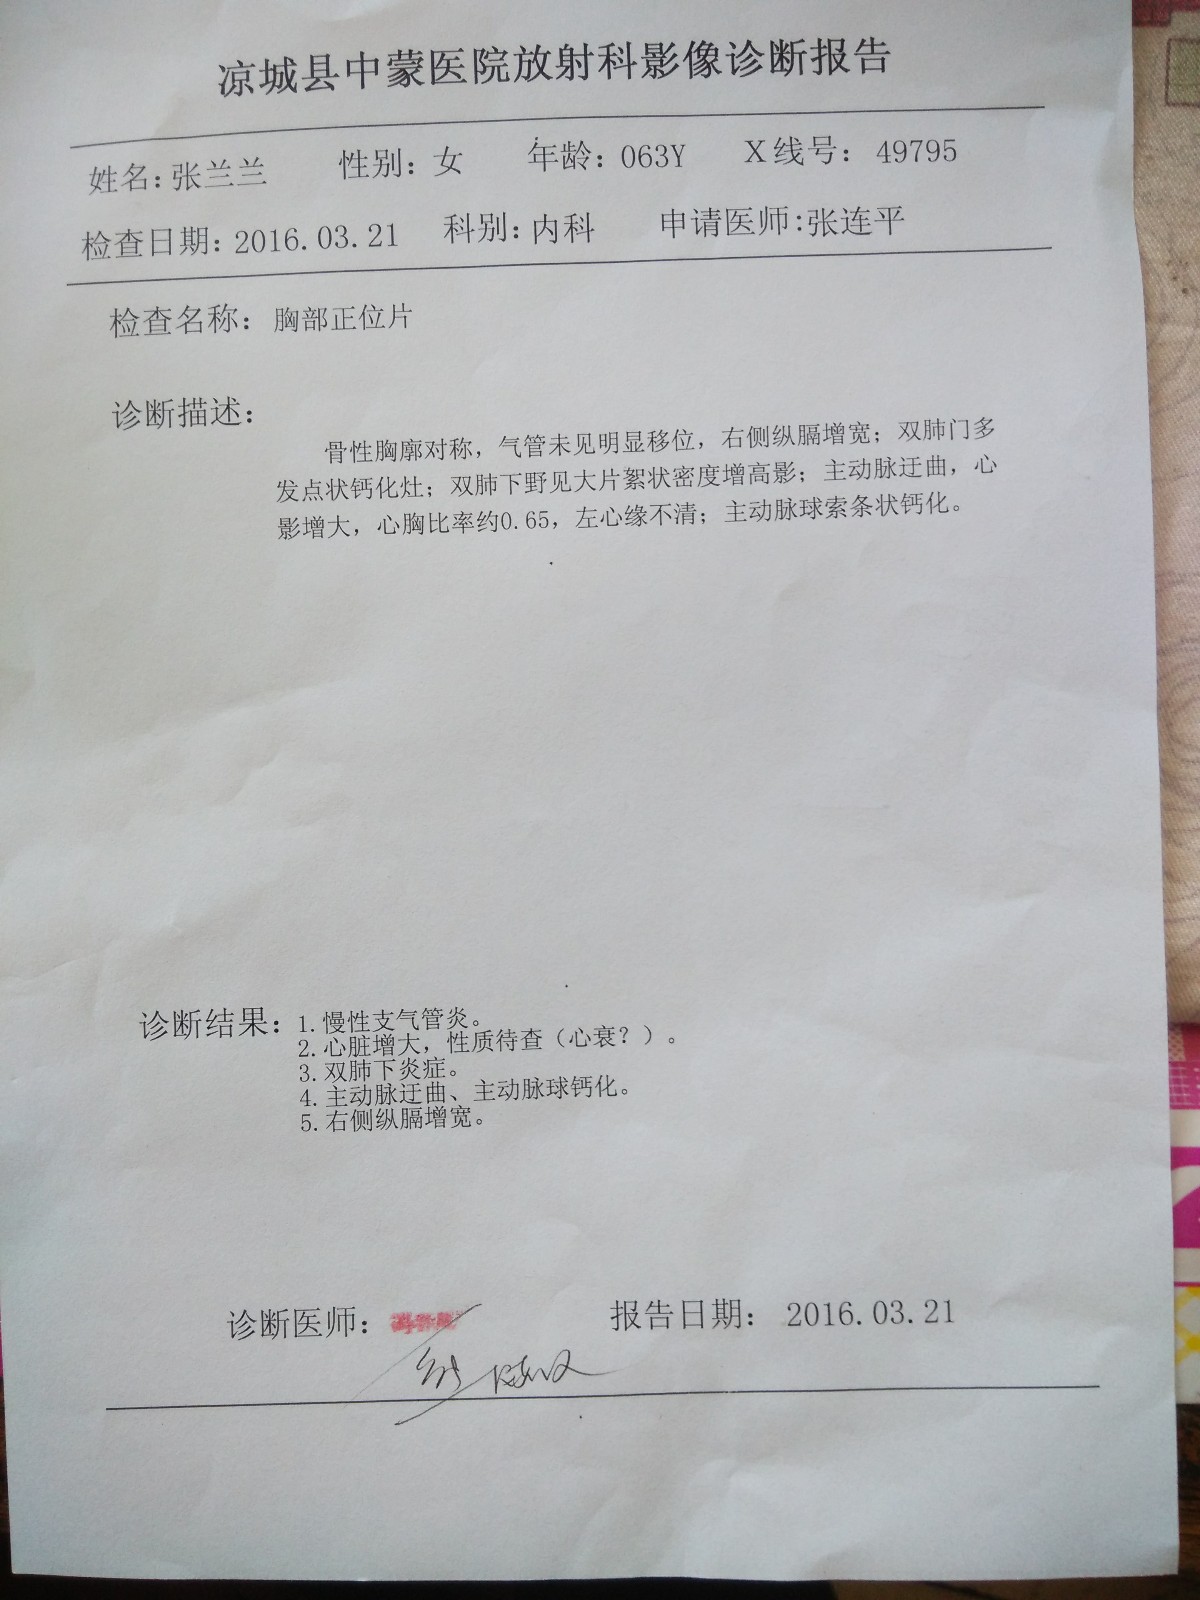 凉城县中蒙医院放射科影像诊断报告
姓名:张兰兰 性别:女 年龄:063Y X线号: 49795
检查日期:2016.03.21 科别:内科 申请医师:张连平
检查名称: 胸部正位片
诊断描述:
骨性胸廓对称，气管未见明显移位，右侧纵膈增宽；双肺门多
发点状钙化灶；双肺下野见大片絮状密度增高影；主动脉迂曲，心
影增大，心胸比率约0.65，左心缘不清；主动脉球索条状钙化。
诊断结果: 1.慢性支气管炎。
2.心脏增大，性质待查（心衰？）。
3.双肺下炎症。
4.主动脉迂曲、主动脉球钙化。
5.右侧纵膈增宽。
诊断医师: 报告日期: 2016.03.21